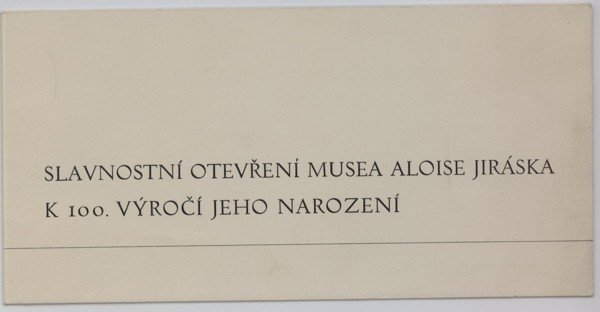 SLAVNOSTNÍ OTEVŘENÍ MUSEA ALOISE JIRÁSKA
K 100. VÝROČÍ JEHO NAROZENÍ